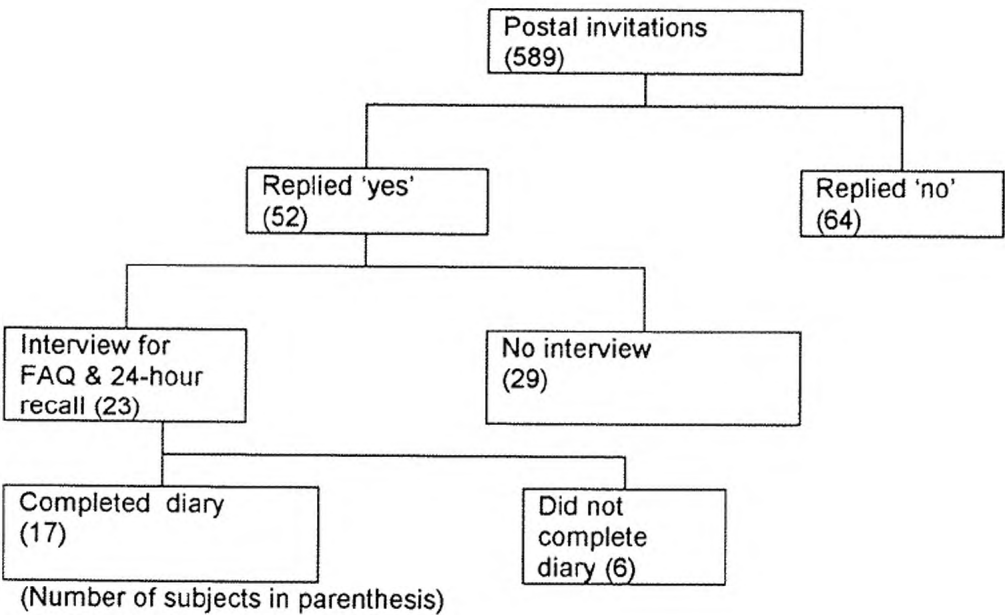 Postal invitations
(589)
Replied ‘yes’
(52)
Replied ‘no’
(64)
Interview for
FAQ & 24-hour
recall (23)
No interview
(29)
Completed diary
(17)
Did not
complete
diary (6)
(Number of subjects in parenthesis)